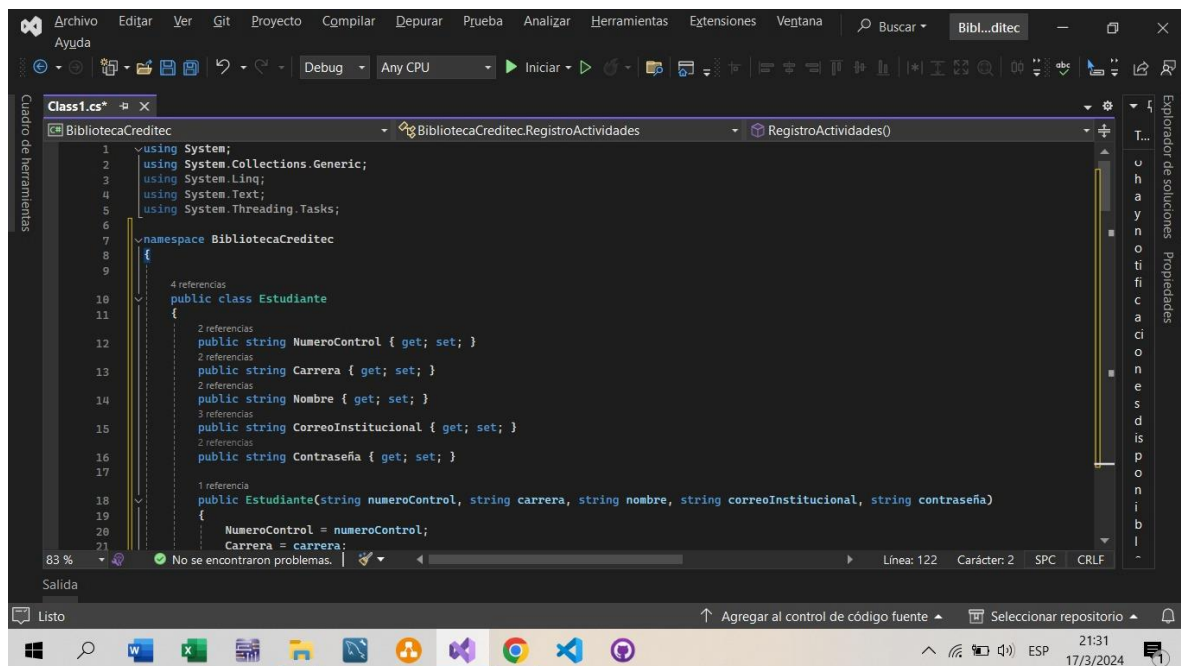 Archivo Editar Ver Git Proyecto Compilar Depurar Prueba Analizar Herramientas Extensiones Ventana Buscar Bibl...ditec
Ayuda
Debug Any CPU Iniciar
Class1.cs*
BibliotecaCreditec BibliotecaCreditec.RegistroActividades RegistroActividades()
1 using System;
2 using System.Collections.Generic;
3 using System.Linq;
4 using System.Text;
5 using System.Threading.Tasks;
6
7 namespace BibliotecaCreditec
8 {
9
4 referencias
10 public class Estudiante
11 {
2 referencias
12 public string NumeroControl { get; set; }
2 referencias
13 public string Carrera { get; set; }
2 referencias
14 public string Nombre { get; set; }
3 referencias
15 public string CorreoInstitucional { get; set; }
2 referencias
16 public string Contraseña { get; set; }
17
1 referencia
18 public Estudiante(string numeroControl, string carrera, string nombre, string correoInstitucional, string contraseña)
19 {
20 NumeroControl = numeroControl;
21 Carrera = carrera;
83 % No se encontraron problemas. Línea: 122 Carácter: 2 SPC CRLF
Salida
Listo Agregar al control de código fuente Seleccionar repositorio
ESP 21:31
17/3/2024
Cuadro de herramientas
Explorador de soluciones Propiedades
T...
o
h
a
y
n
o
ti
fi
c
a
ci
o
n
e
s
d
is
p
o
n
i
b
l